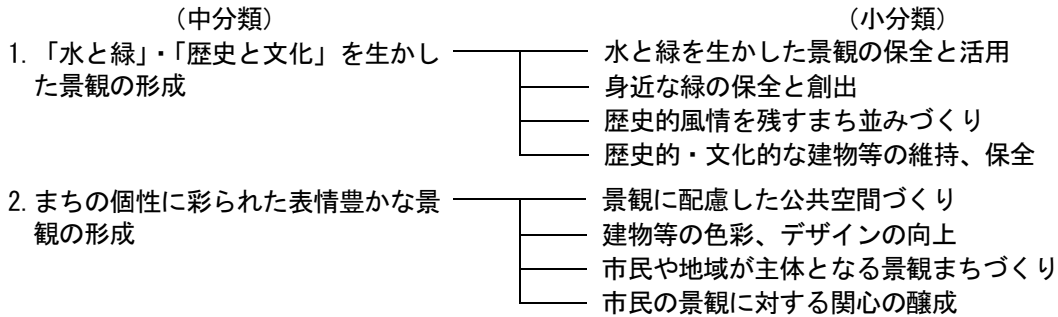 （中分類） （小分類）
1. 「水と緑」・「歴史と文化」を生かし
た景観の形成
水と緑を生かした景観の保全と活用
身近な緑の保全と創出
歴史的風情を残すまち並みづくり
歴史的・文化的な建物等の維持、保全
2. まちの個性に彩られた表情豊かな景
観の形成
景観に配慮した公共空間づくり
建物等の色彩、デザインの向上
市民や地域が主体となる景観まちづくり
市民の景観に対する関心の醸成